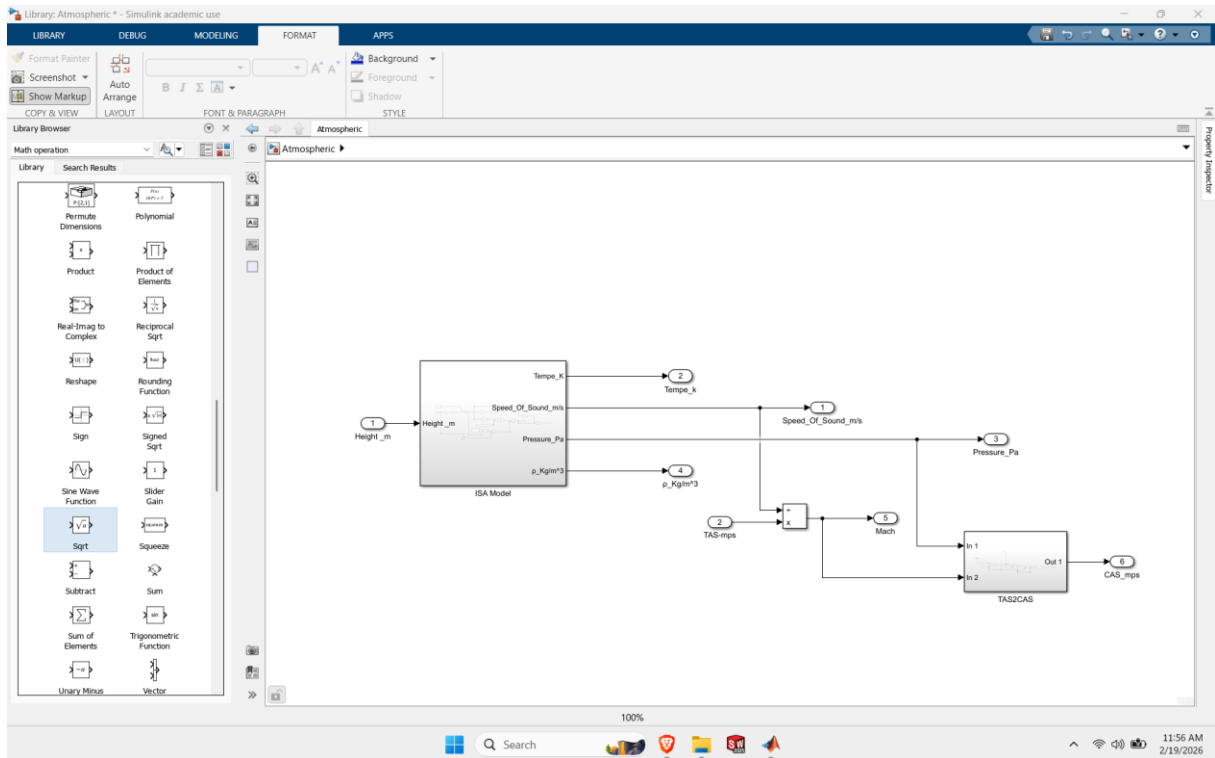 Library: Atmospheric * - Simulink academic use
LIBRARY DEBUG MODELING FORMAT APPS
Format Painter
Screenshot
Show Markup
COPY & VIEW
Auto
Arrange
LAYOUT
B I Σ A
A A
FONT & PARAGRAPH
Background
Foreground
Shadow
STYLE
Library Browser
Math operation
Library Search Results
P:[2,1]
Permute
Dimensions
Polynomial
Product
Product of
Elements
Real-Imag to
Complex
Reciprocal
Sqrt
Reshape
Rounding
Function
Sign
Signed
Sqrt
Sine Wave
Function
Slider
Gain
Sqrt
Squeeze
Subtract
Sum
Sum of
Elements
Trigonometric
Function
Unary Minus
Vector
Atmospheric
Atmospheric
Property Inspector
1
Height _m
Height _m
Tempe_K
Speed_Of_Sound_m/s
Pressure_Pa
ρ_Kg/m^3
ISA Model
2
Tempe_k
1
Speed_Of_Sound_m/s
3
Pressure_Pa
4
ρ_Kg/m^3
2
TAS-mps
÷
x
5
Mach
In 1
In 2
Out 1
TAS2CAS
6
CAS_mps
100%
Search
11:56 AM
2/19/2026